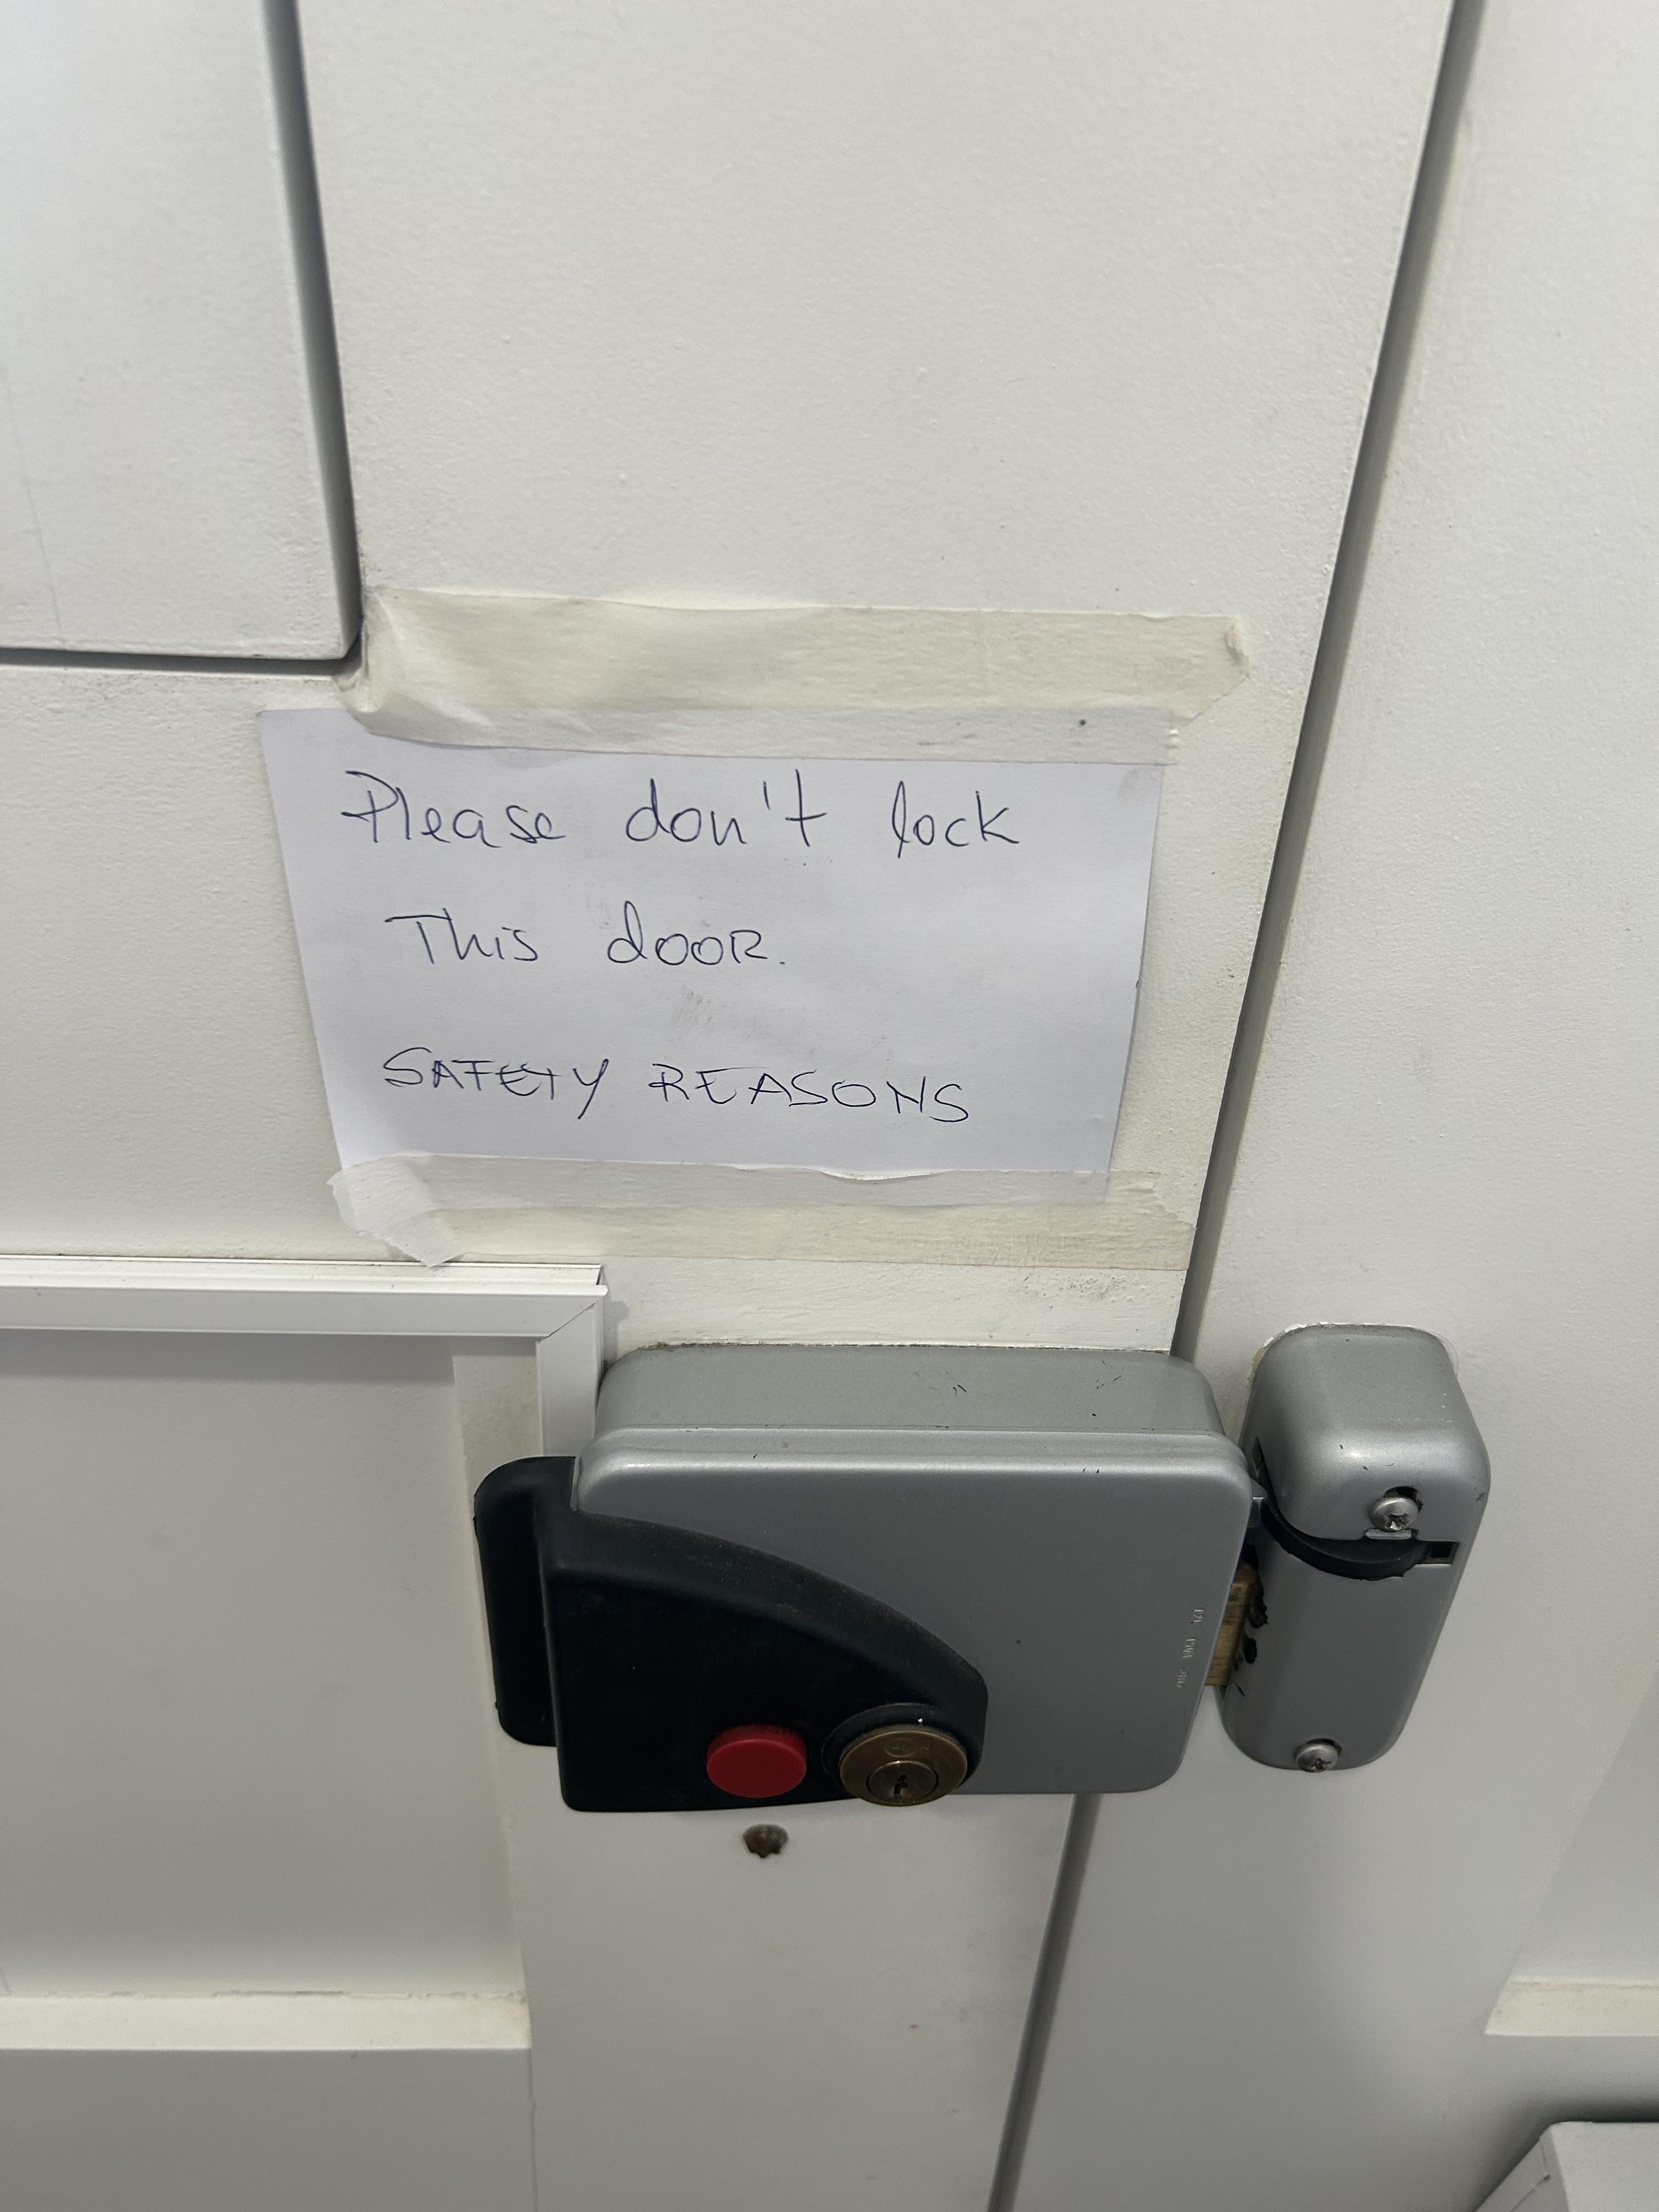 Please don't lock
This dooR.
SAFETY REASONS